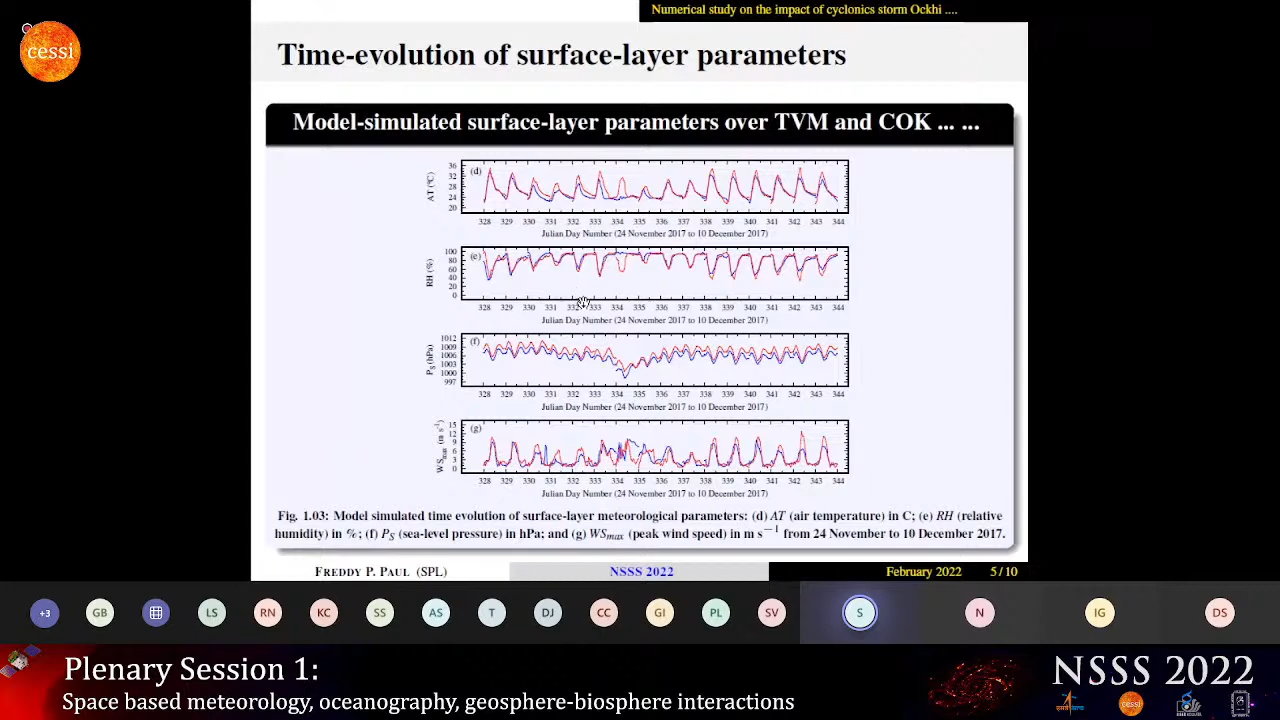 Numerical study on the impact of cyclonics storm Ockhi ....
cessi
Time-evolution of surface-layer parameters
Model-simulated surface-layer parameters over TVM and COK ... ...
36
32
28
24
20
AT (°C)
(d)
328 329 330 331 332 333 334 335 336 337 338 339 340 341 342 343 344
Julian Day Number (24 November 2017 to 10 December 2017)
100
80
60
40
20
0
RH (%)
(e)
328 329 330 331 332 333 334 335 336 337 338 339 340 341 342 343 344
Julian Day Number (24 November 2017 to 10 December 2017)
1012
1009
1006
1003
1000
997
PS (hPa)
(f)
328 329 330 331 332 333 334 335 336 337 338 339 340 341 342 343 344
Julian Day Number (24 November 2017 to 10 December 2017)
15
12
9
6
3
0
WSmax (m s-1)
(g)
328 329 330 331 332 333 334 335 336 337 338 339 340 341 342 343 344
Julian Day Number (24 November 2017 to 10 December 2017)
Fig. 1.03: Model simulated time evolution of surface-layer meteorological parameters: (d) AT (air temperature) in C; (e) RH (relative
humidity) in %; (f) PS (sea-level pressure) in hPa; and (g) WSmax (peak wind speed) in m s−1 from 24 November to 10 December 2017.
FREDDY P. PAUL (SPL) NSSS 2022 February 2022 5/10
+3 GB LS RN KC SS AS T DJ CC GI PL SV S N IG DS
Plenary Session 1:
Space based meteorology, oceanography, geosphere-biosphere interactions
NSSS 2022
cessi